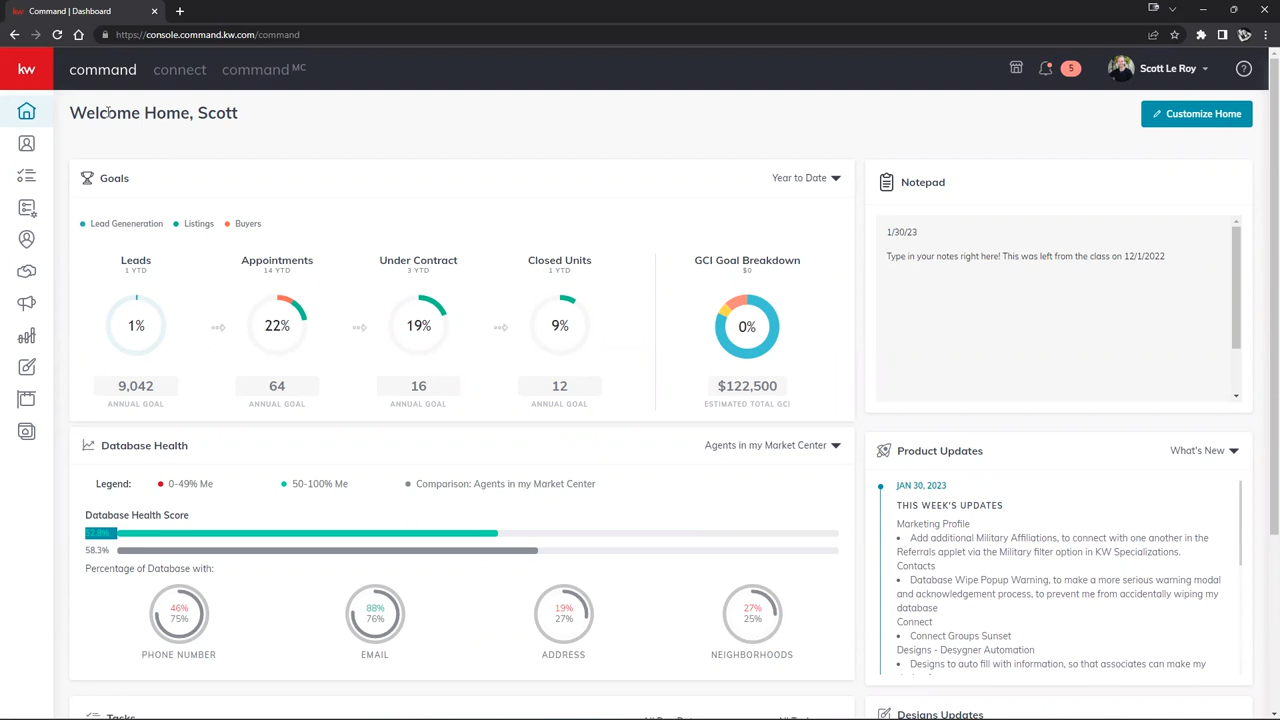 Command | Dashboard
https://console.command.kw.com/command
kw
command connect command MC
5
Scott Le Roy
Welcome Home, Scott
Customize Home
Goals
Year to Date
Lead Geneneration Listings Buyers
Leads Appointments Under Contract Closed Units GCI Goal Breakdown
1 YTD 14 YTD 3 YTD 1 YTD $0
1% 22% 19% 9% 0%
9,042 64 16 12 $122,500
ANNUAL GOAL ANNUAL GOAL ANNUAL GOAL ANNUAL GOAL ESTIMATED TOTAL GCI
Notepad
1/30/23
Type in your notes right here! This was left from the class on 12/1/2022
Database Health
Agents in my Market Center
Legend: 0-49% Me 50-100% Me Comparison: Agents in my Market Center
Database Health Score
52.8%
58.3%
Percentage of Database with:
46% 88% 19% 27%
75% 76% 27% 25%
PHONE NUMBER EMAIL ADDRESS NEIGHBORHOODS
Product Updates
What's New
JAN 30, 2023
THIS WEEK'S UPDATES
Marketing Profile
• Add additional Military Affiliations, to connect with one another in the
Referrals applet via the Military filter option in KW Specializations.
Contacts
• Database Wipe Popup Warning, to make a more serious warning modal
and acknowledgement process, to prevent me from accidentally wiping my
database
Connect
• Connect Groups Sunset
Designs - Desygner Automation
• Designs to auto fill with information, so that associates can make my
Tasks
Designs Updates